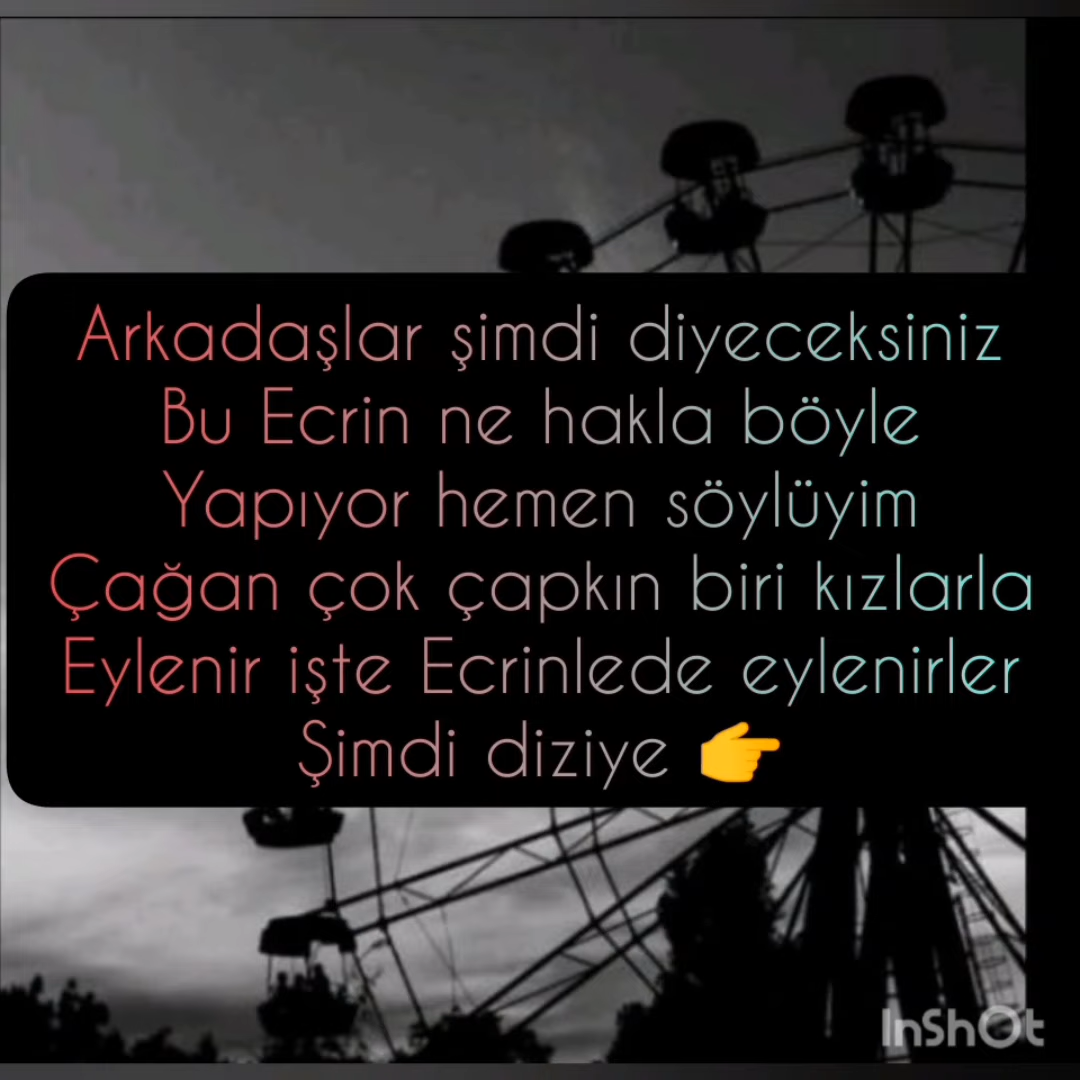 Arkadaşlar şimdi diyeceksiniz
Bu Ecrin ne hakla böyle
Yapıyor hemen söylüyim
Çağan çok çapkın biri kızlarla
Eylenir işte Ecrinlede eylenirler
Şimdi diziye 👉
InShOt